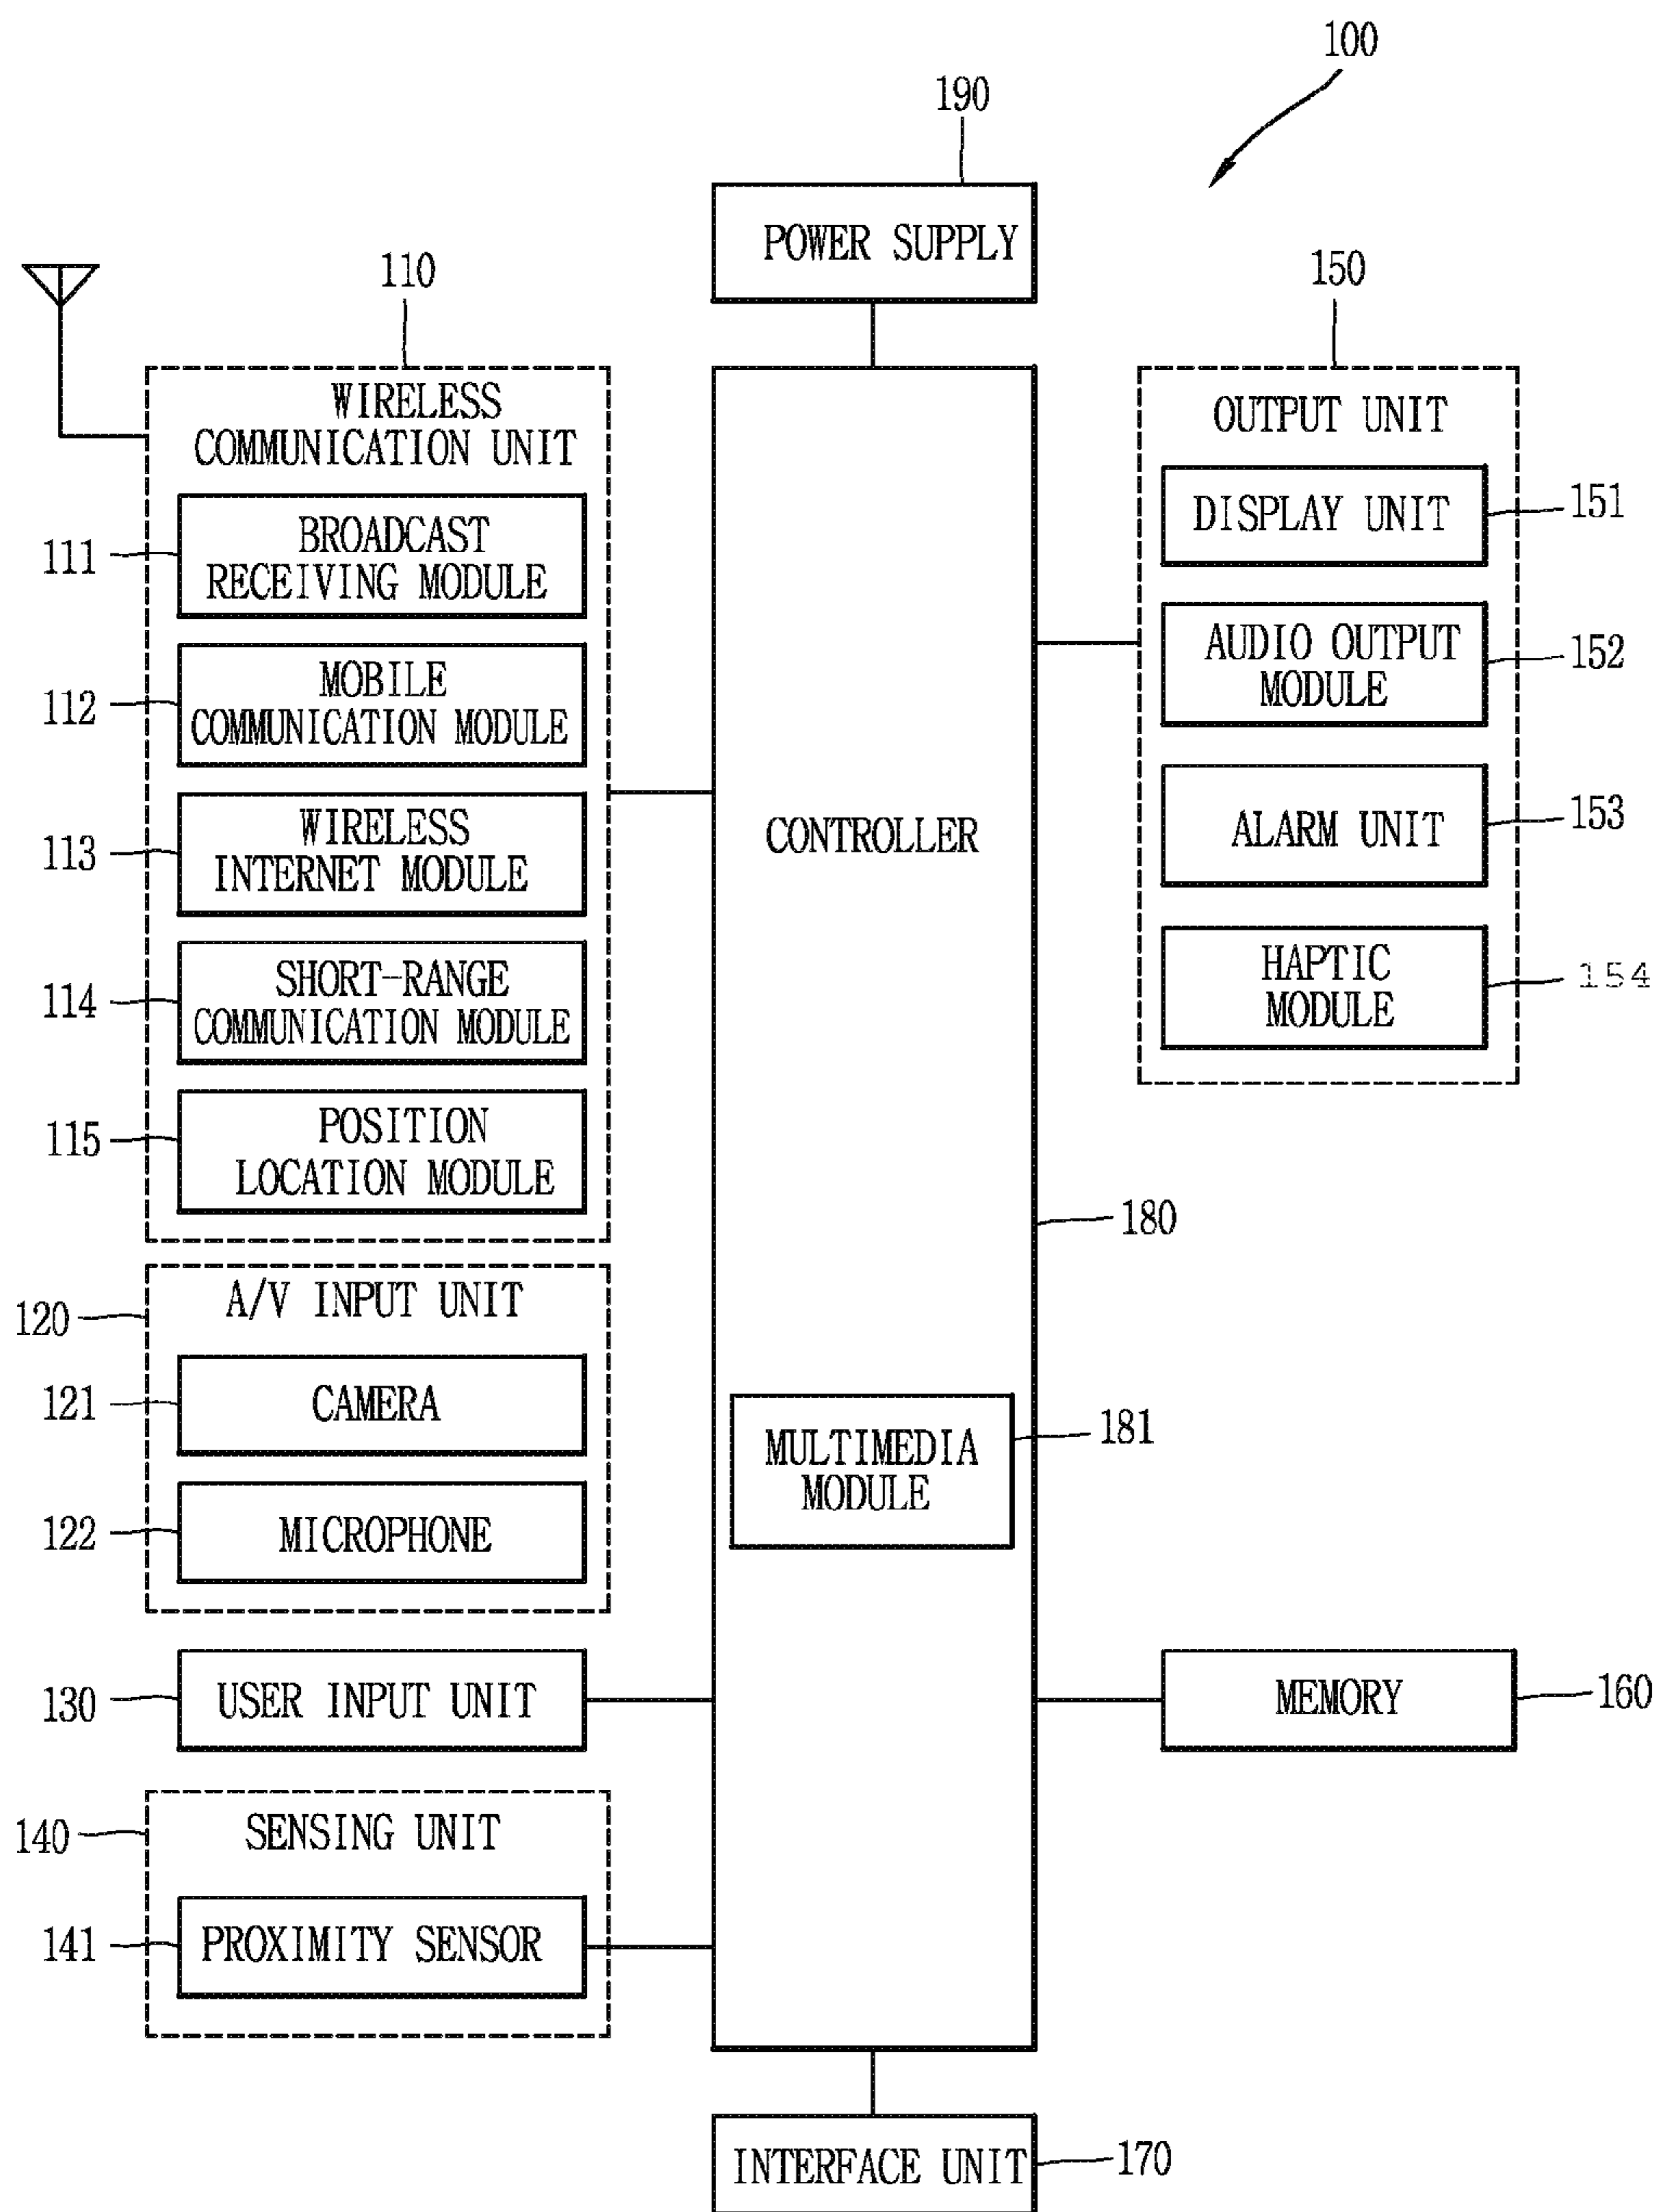 100
190
POWER SUPPLY
110
WIRELESS
COMMUNICATION UNIT
111
BROADCAST
RECEIVING MODULE
112
MOBILE
COMMUNICATION MODULE
113
WIRELESS
INTERNET MODULE
114
SHORT-RANGE
COMMUNICATION MODULE
115
POSITION
LOCATION MODULE
120
A/V INPUT UNIT
121
CAMERA
122
MICROPHONE
130
USER INPUT UNIT
140
SENSING UNIT
141
PROXIMITY SENSOR
CONTROLLER
180
MULTIMEDIA
MODULE
181
150
OUTPUT UNIT
DISPLAY UNIT
151
AUDIO OUTPUT
MODULE
152
ALARM UNIT
153
HAPTIC
MODULE
154
MEMORY
160
INTERFACE UNIT
170